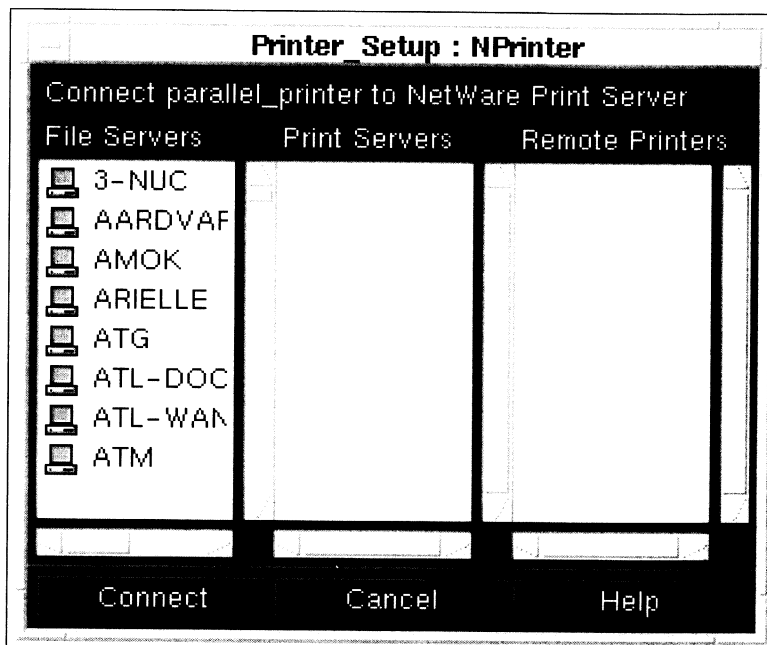 Printer_Setup : NPrinter
Connect parallel_printer to NetWare Print Server
File Servers Print Servers Remote Printers
3-NUC
AARDVAF
AMOK
ARIELLE
ATG
ATL-DOC
ATL-WAN
ATM
Connect Cancel Help